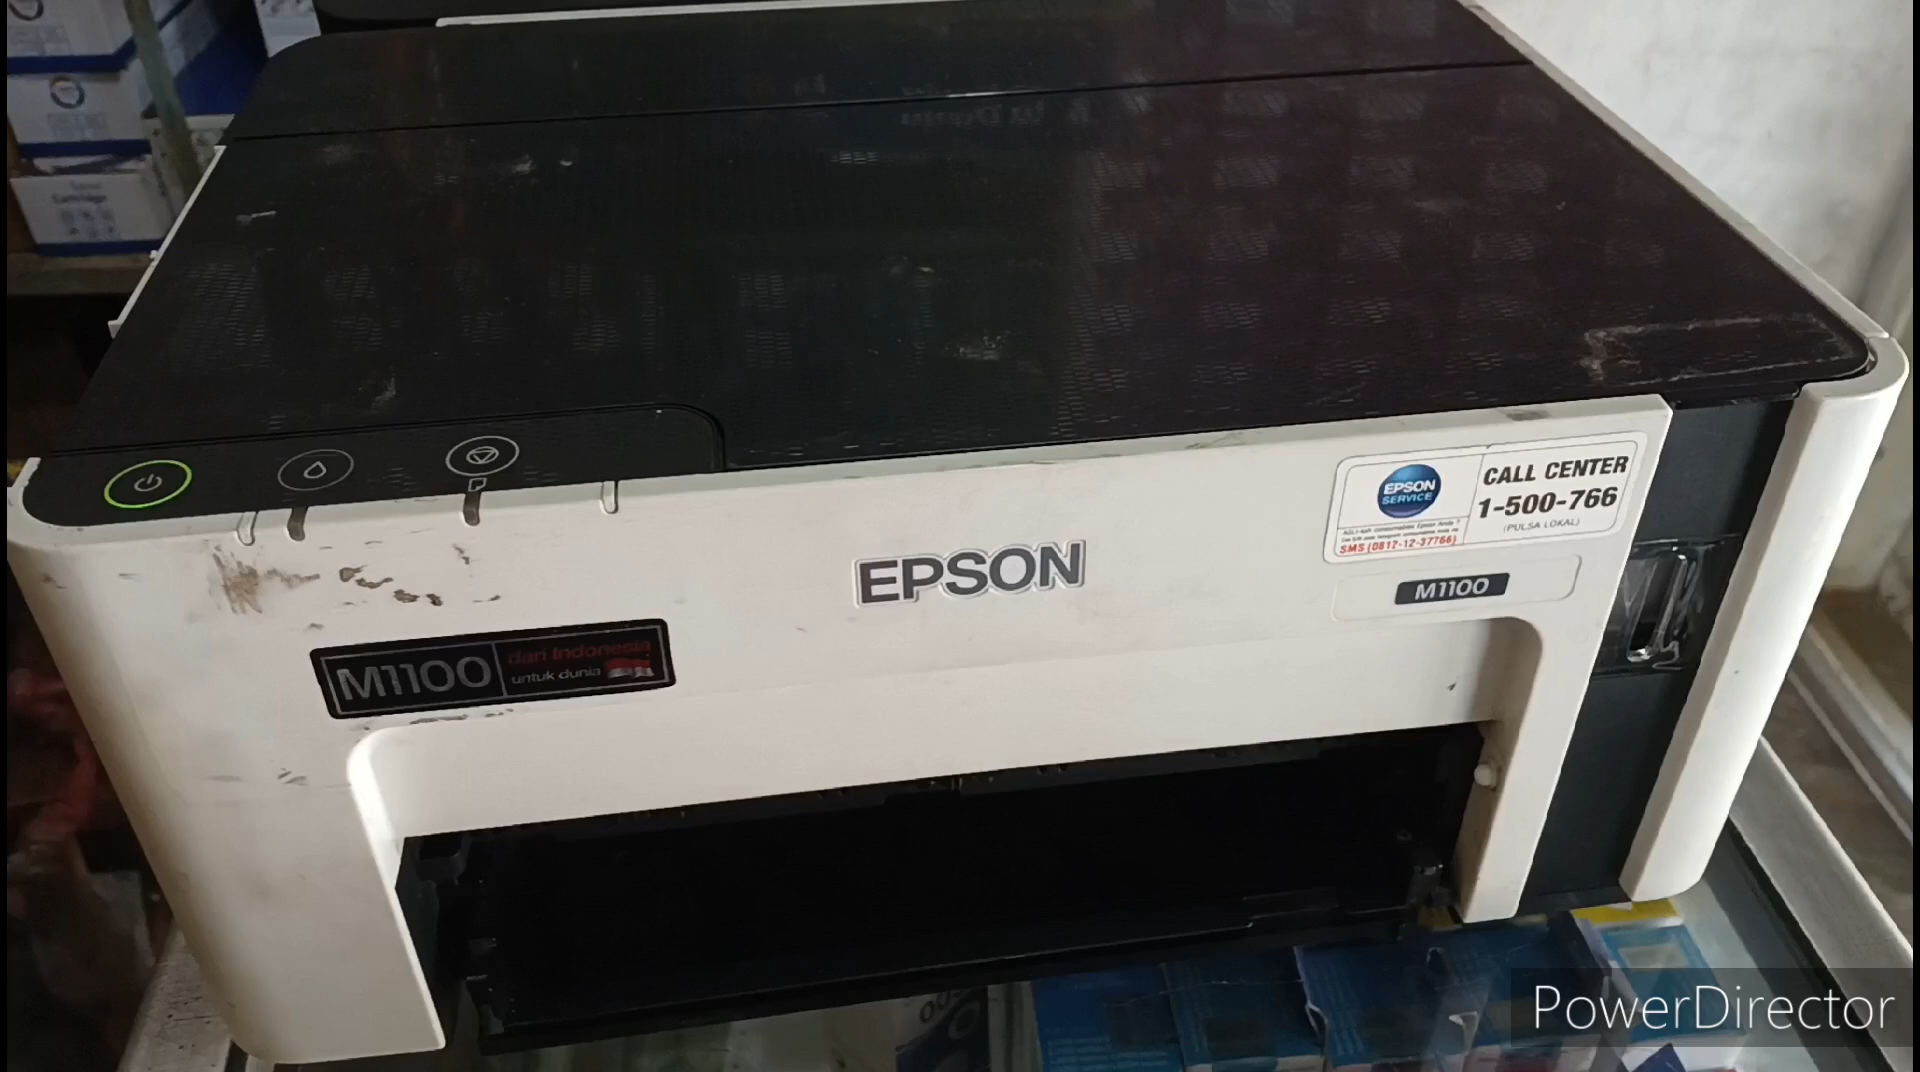 Cartridge
EPSON
SERVICE
CALL CENTER
1-500-766
(PULSA LOKAL)
SMS (0812-12-37766)
EPSON
M1100
M1100
dari Indonesia
untuk dunia
PowerDirector